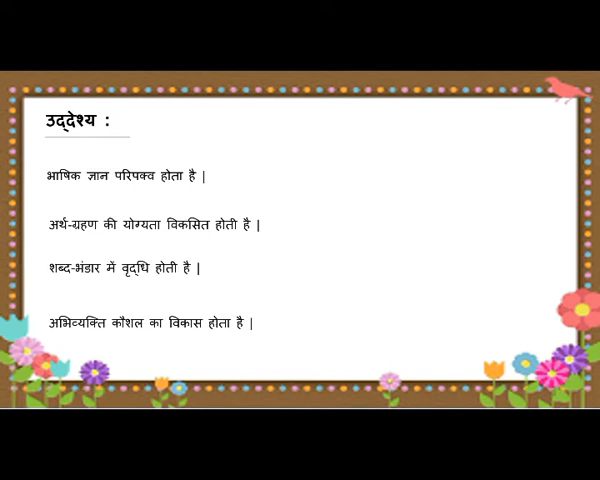 उद्‌देश्य :
भाषिक ज्ञान परिपक्व होता है |
अर्थ-ग्रहण की योग्यता विकसित होती है |
शब्द-भंडार में वृद्‌धि होती है |
अभिव्यक्ति कौशल का विकास होता है |